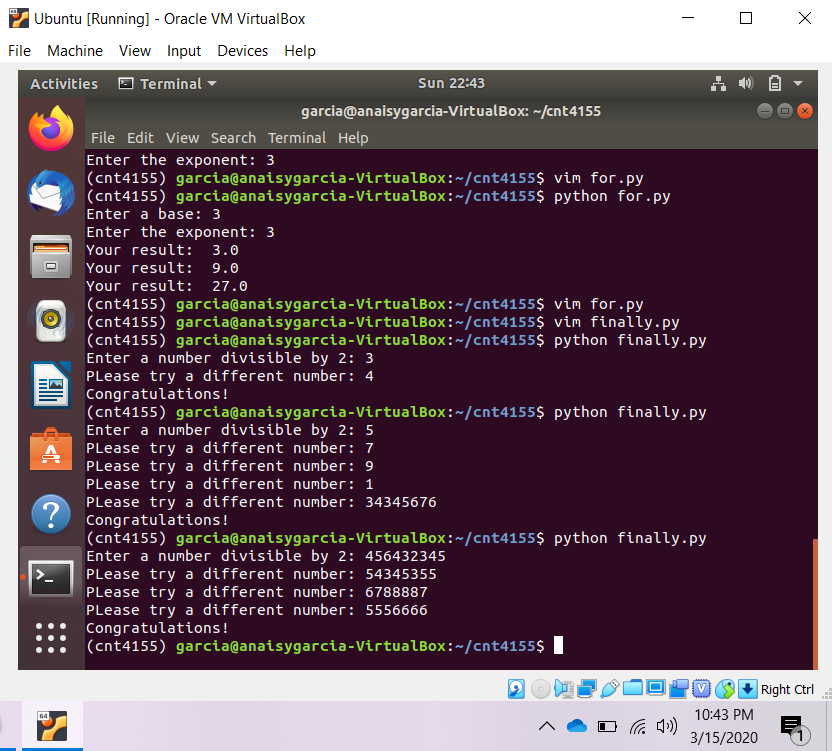 Ubuntu [Running] - Oracle VM VirtualBox
File Machine View Input Devices Help
Activities Terminal Sun 22:43
garcia@anaisygarcia-VirtualBox: ~/cnt4155
File Edit View Search Terminal Help
Enter the exponent: 3
(cnt4155) garcia@anaisygarcia-VirtualBox:~/cnt4155$ vim for.py
(cnt4155) garcia@anaisygarcia-VirtualBox:~/cnt4155$ python for.py
Enter a base: 3
Enter the exponent: 3
Your result:  3.0
Your result:  9.0
Your result:  27.0
(cnt4155) garcia@anaisygarcia-VirtualBox:~/cnt4155$ vim for.py
(cnt4155) garcia@anaisygarcia-VirtualBox:~/cnt4155$ vim finally.py
(cnt4155) garcia@anaisygarcia-VirtualBox:~/cnt4155$ python finally.py
Enter a number divisible by 2: 3
PLease try a different number: 4
Congratulations!
(cnt4155) garcia@anaisygarcia-VirtualBox:~/cnt4155$ python finally.py
Enter a number divisible by 2: 5
PLease try a different number: 7
PLease try a different number: 9
PLease try a different number: 1
PLease try a different number: 34345676
Congratulations!
(cnt4155) garcia@anaisygarcia-VirtualBox:~/cnt4155$ python finally.py
Enter a number divisible by 2: 456432345
PLease try a different number: 54345355
PLease try a different number: 6788887
PLease try a different number: 5556666
Congratulations!
(cnt4155) garcia@anaisygarcia-VirtualBox:~/cnt4155$
Right Ctrl
64
10:43 PM
3/15/2020
1